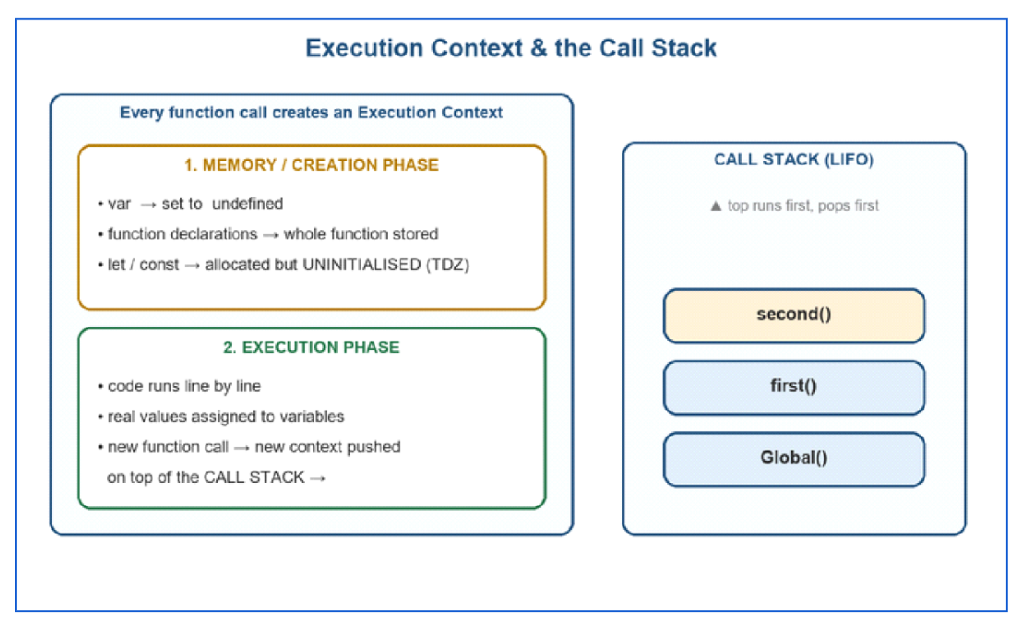 Execution Context & the Call Stack
Every function call creates an Execution Context
1. MEMORY / CREATION PHASE
• var → set to undefined
• function declarations → whole function stored
• let / const → allocated but UNINITIALISED (TDZ)
2. EXECUTION PHASE
• code runs line by line
• real values assigned to variables
• new function call → new context pushed
on top of the CALL STACK →
CALL STACK (LIFO)
▲ top runs first, pops first
second()
first()
Global()